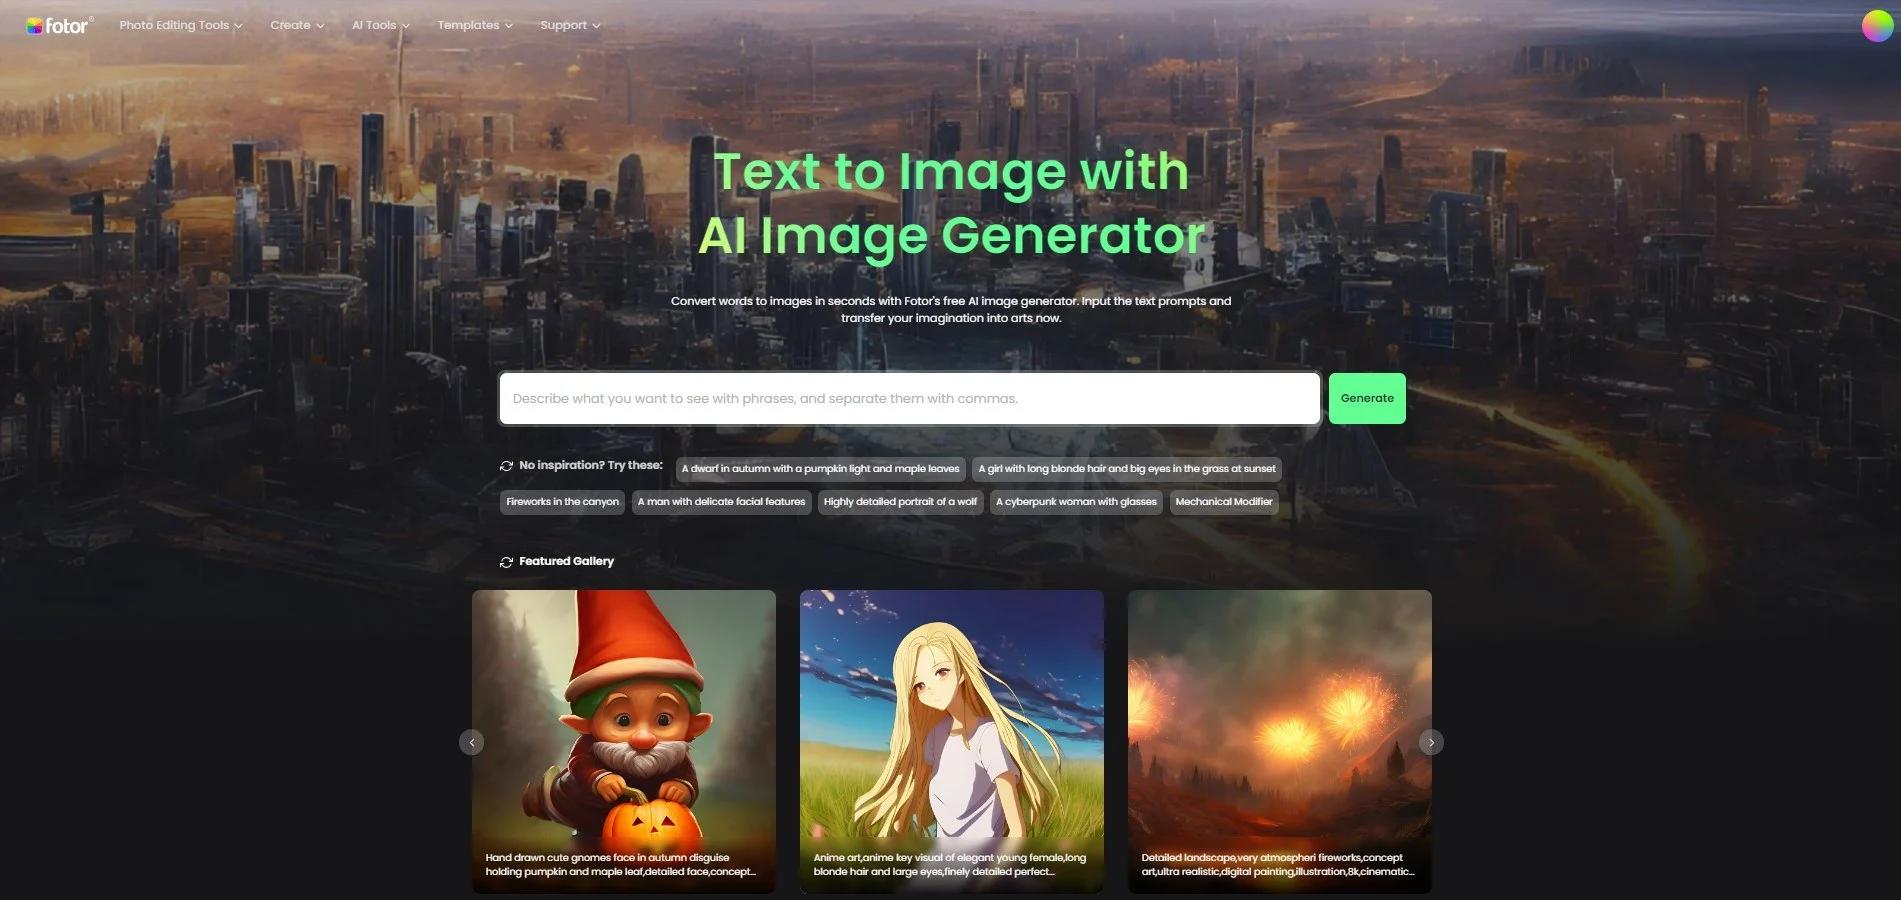 fotor®
Photo Editing Tools
Create
AI Tools
Templates
Support
Text to Image with
AI Image Generator
Convert words to images in seconds with Fotor's free AI image generator. Input the text prompts and
transfer your imagination into arts now.
Describe what you want to see with phrases, and separate them with commas.
Generate
No inspiration? Try these:
A dwarf in autumn with a pumpkin light and maple leaves
A girl with long blonde hair and big eyes in the grass at sunset
Fireworks in the canyon
A man with delicate facial features
Highly detailed portrait of a wolf
A cyberpunk woman with glasses
Mechanical Modifier
Featured Gallery
Hand drawn cute gnomes face in autumn disguise
holding pumpkin and maple leaf,detailed face,concept...
Anime art,anime key visual of elegant young female,long
blonde hair and large eyes,finely detailed perfect...
Detailed landscape,very atmospheri fireworks,concept
art,ultra realistic,digital painting,illustration,8k,cinematic...